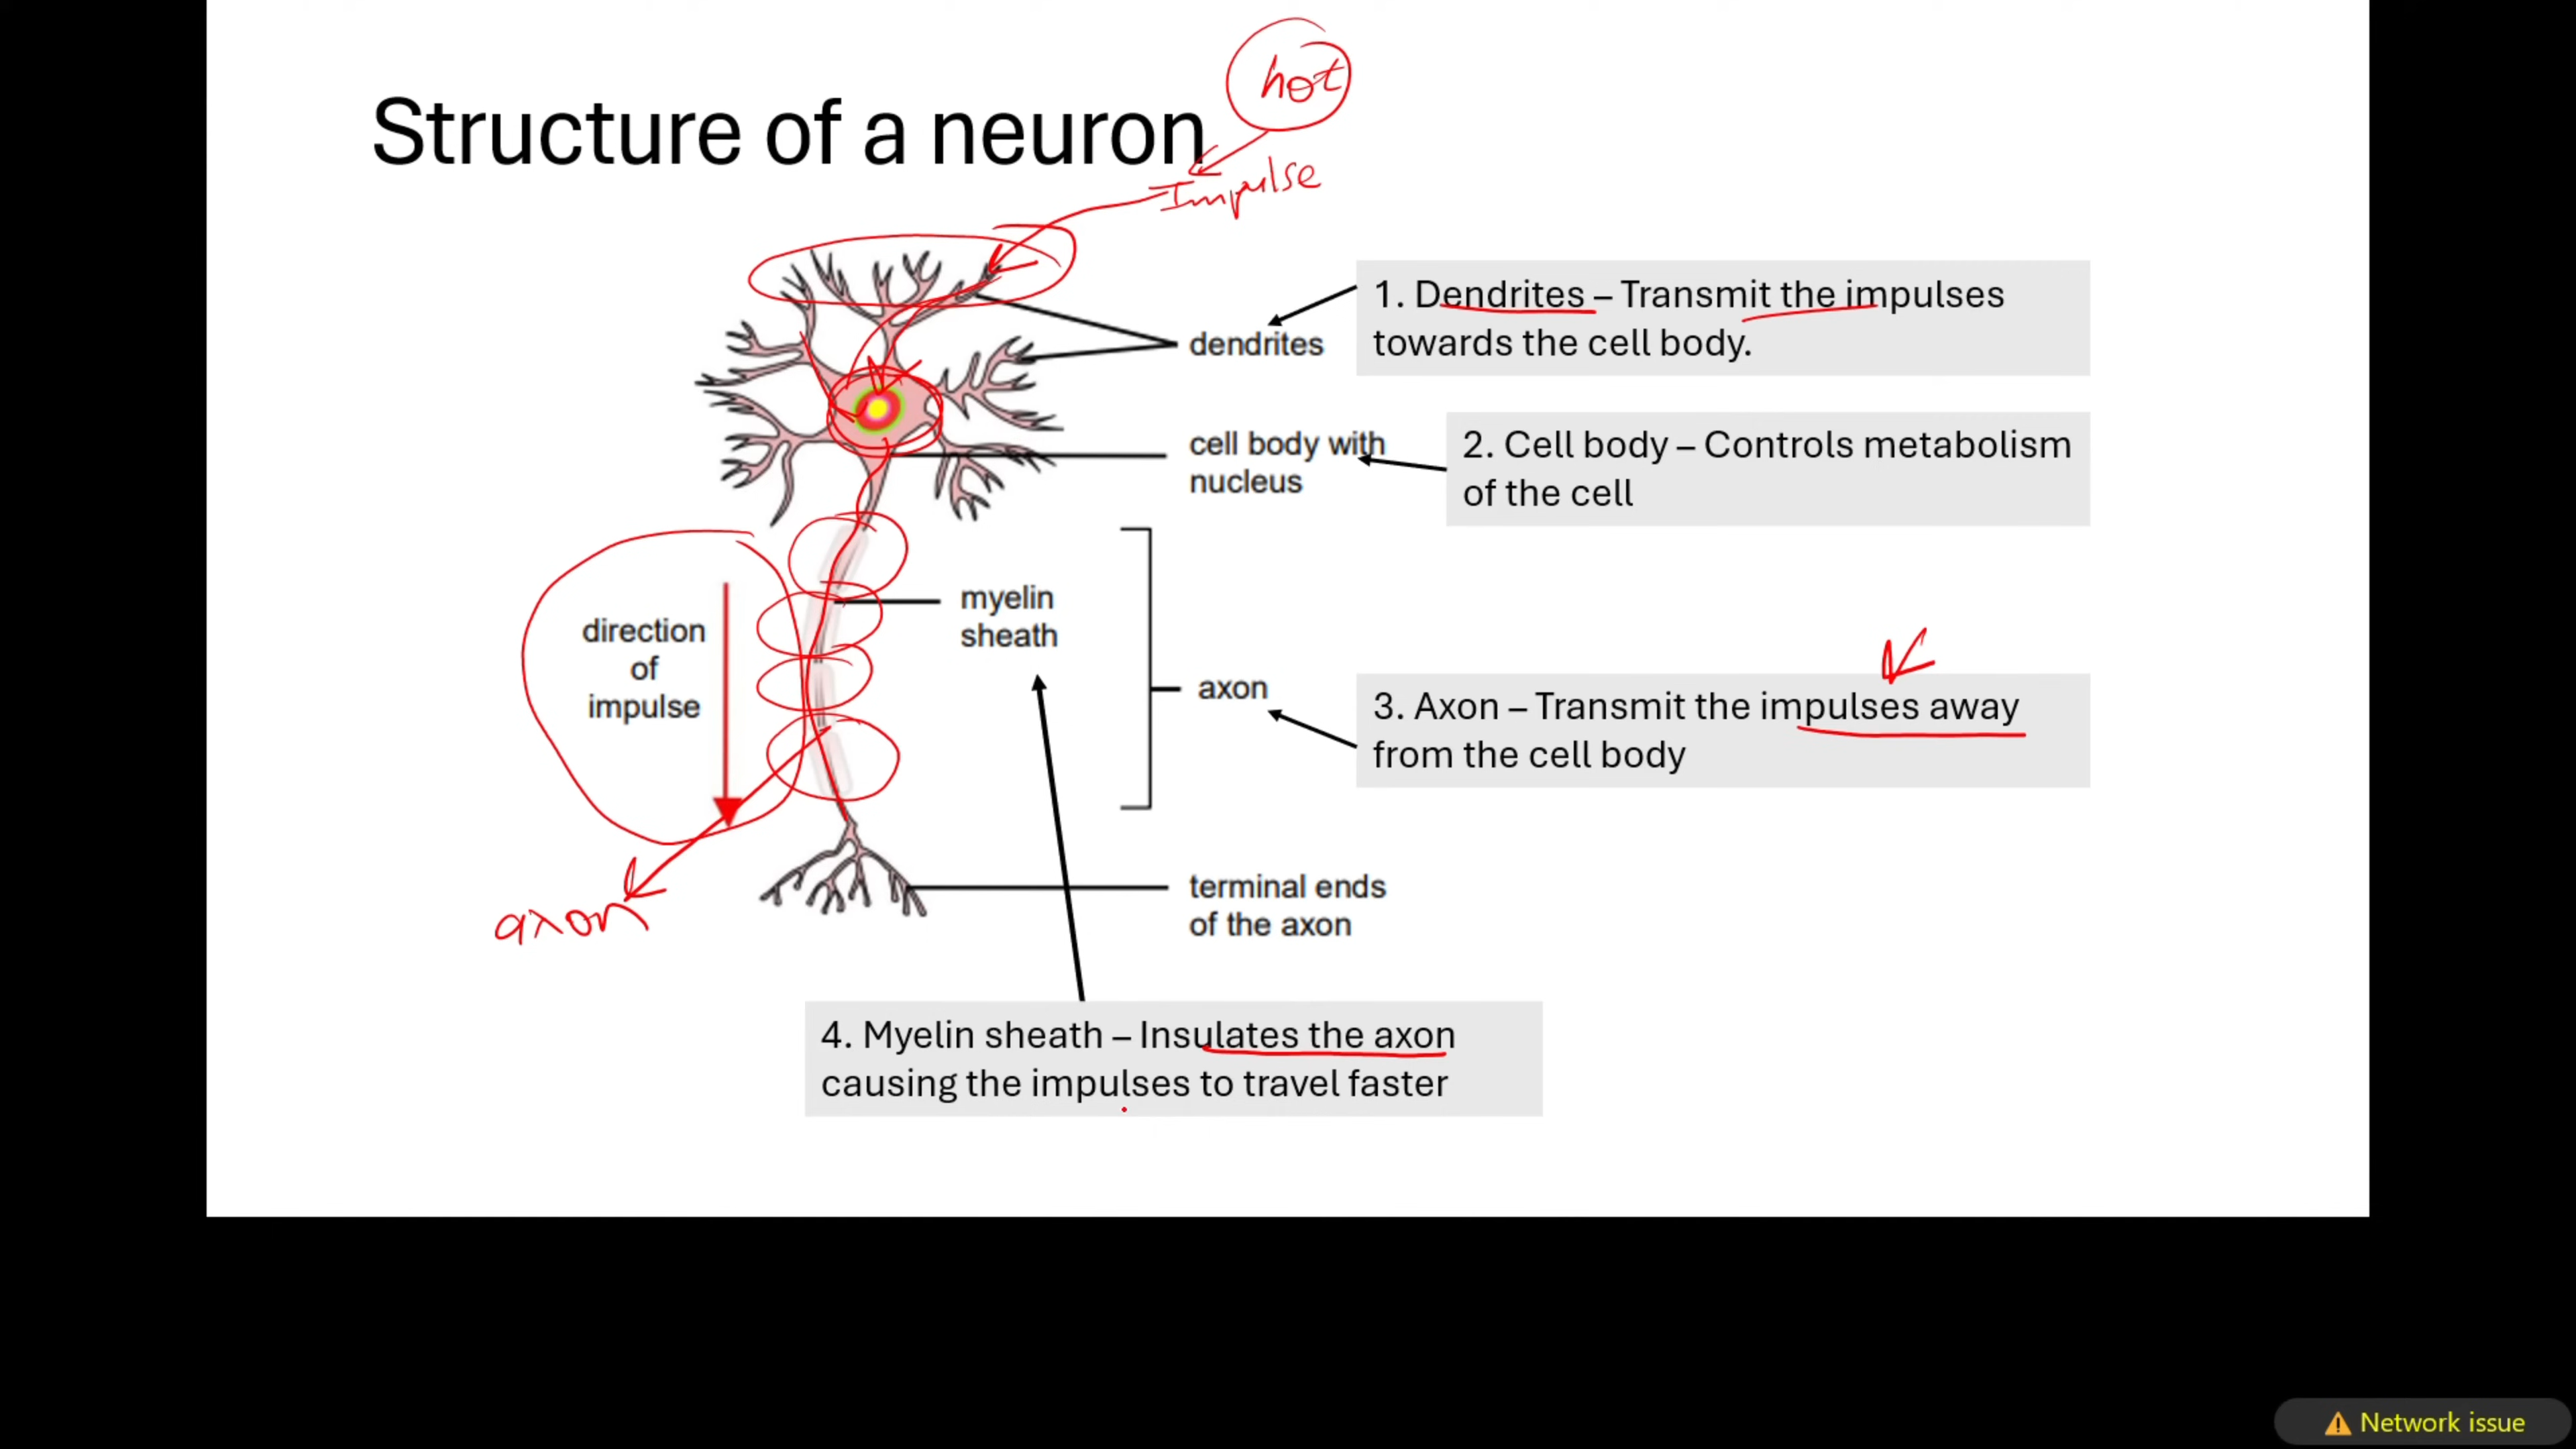 hot
Structure of a neuron
Impulse
1. Dendrites – Transmit the impulses
towards the cell body.
dendrites
cell body with
nucleus
2. Cell body – Controls metabolism
of the cell
direction
of
impulse
myelin
sheath
axon
3. Axon – Transmit the impulses away
from the cell body
axon
terminal ends
of the axon
4. Myelin sheath – Insulates the axon
causing the impulses to travel faster
Network issue